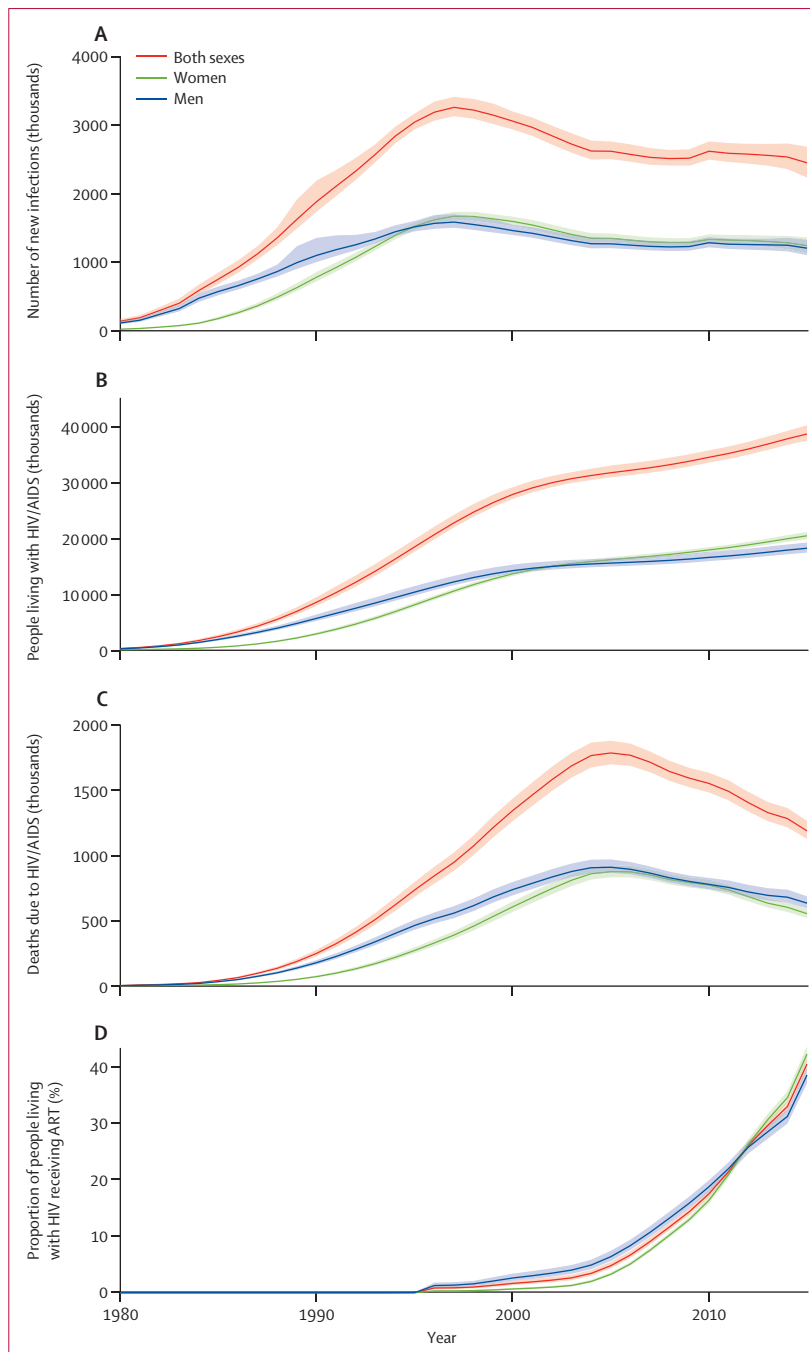 A
Number of new infections (thousands)
4000
3000
2000
1000
0
Both sexes
Women
Men
B
People living with HIV/AIDS (thousands)
40 000
30 000
20 000
10 000
0
C
Deaths due to HIV/AIDS (thousands)
2000
1500
1000
500
0
D
Proportion of people living
with HIV receiving ART (%)
40
30
20
10
0
1980
1990
2000
2010
Year
1980